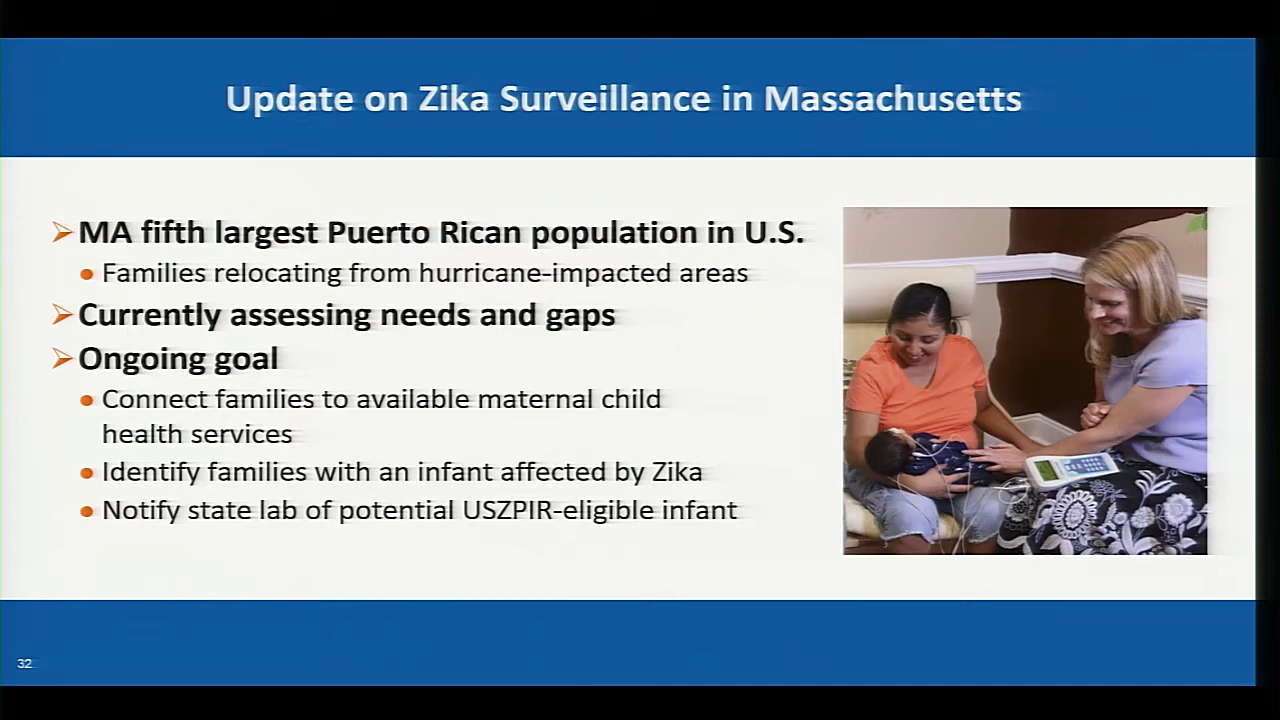 Update on Zika Surveillance in Massachusetts
MA fifth largest Puerto Rican population in U.S.
Families relocating from hurricane-impacted areas
Currently assessing needs and gaps
Ongoing goal
Connect families to available maternal child
health services
Identify families with an infant affected by Zika
Notify state lab of potential USZPIR-eligible infant
32